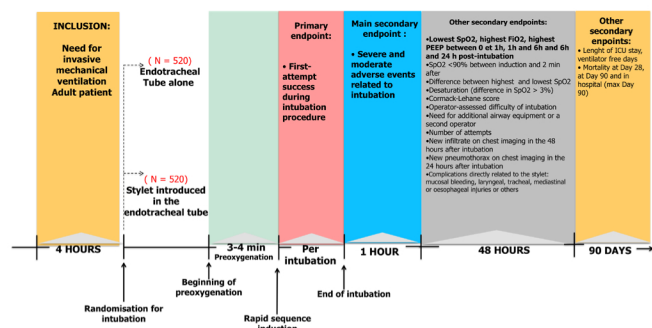 INCLUSION:
Need for
invasive
mechanical
ventilation
Adult patient
( N = 520)
Endotracheal
Tube alone
( N = 520)
Stylet introduced
in the
endotracheal tube
Primary
endpoint:
• First-
attempt
success
during
intubation
procedure
Main secondary
endpoint :
• Severe and
moderate
adverse events
related to
intubation
Other secondary endpoints:
•Lowest SpO2, highest FiO2, highest
PEEP between 0 et 1h, 1h and 6h and 6h
and 24 h post-intubation
•SpO2 <90% between induction and 2 min
after
•Difference between highest and lowest SpO2
•Desaturation (difference in SpO2 > 3%)
•Cormack-Lehane score
•Operator-assessed difficulty of intubation
•Need for additional airway equipment or a
second operator
•Number of attempts
•New infiltrate on chest imaging in the 48
hours after intubation
•New pneumothorax on chest imaging in the
24 hours after intubation
•Complications directly related to the stylet:
mucosal bleeding, laryngeal, tracheal, mediastinal
or oesophageal injuries or others
Other
secondary
enpoints:
• Lenght of ICU stay,
ventilator free days
• Mortality at Day 28,
at Day 90 and in
hospital (max Day
90)
4 HOURS
3-4 min
Preoxygenation
Per
intubation
1 HOUR
48 HOURS
90 DAYS
Randomisation for
intubation
Beginning of
preoxygenation
Rapid sequence
induction
End of intubation